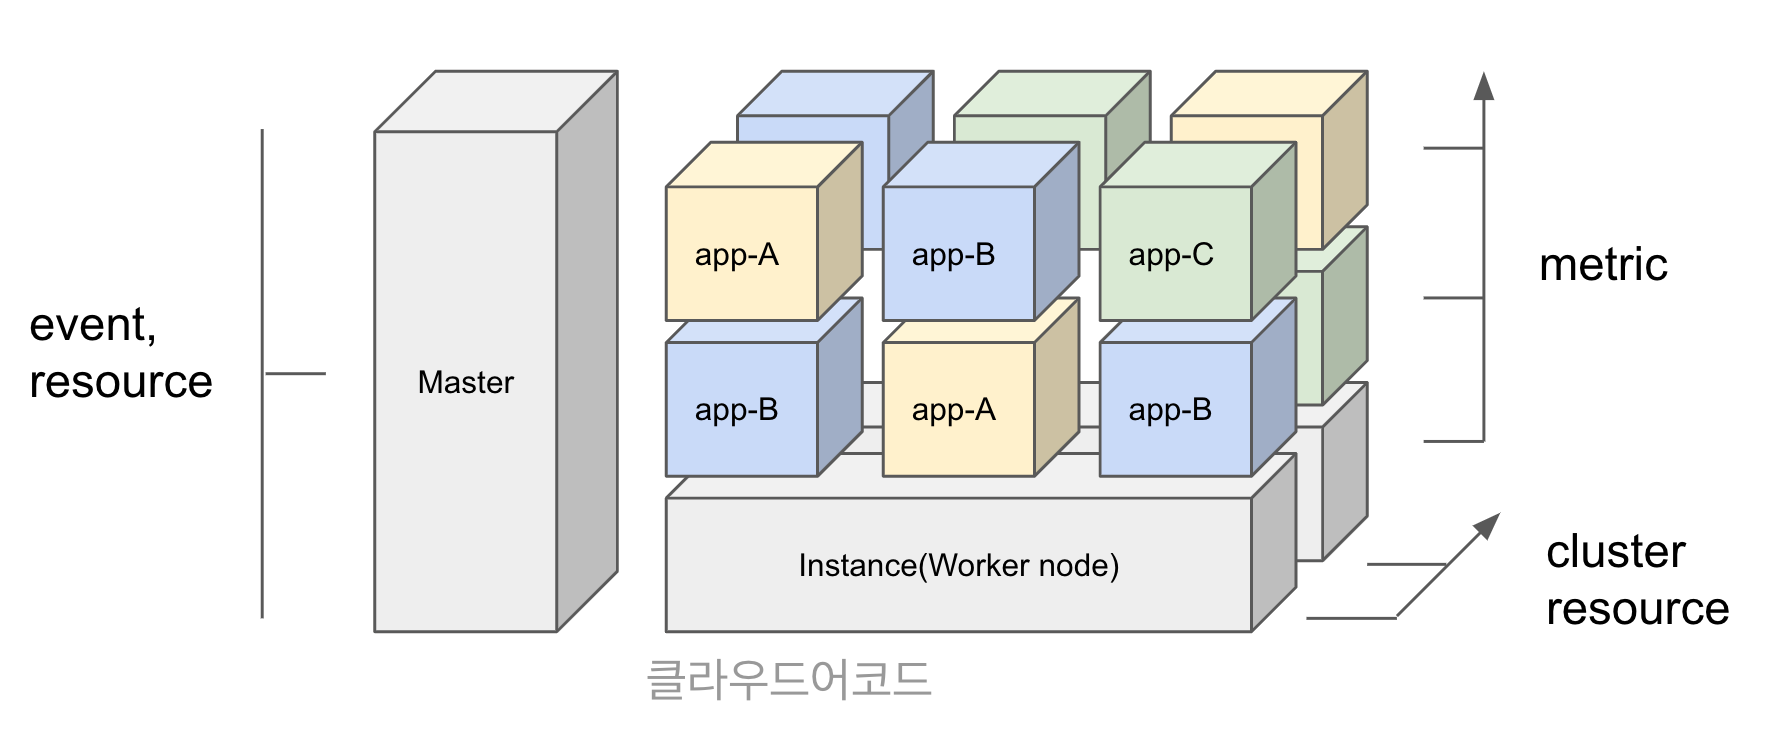 event,
resource
Master
app-A
app-B
app-C
app-B
app-A
app-B
Instance(Worker node)
metric
cluster
resource
클라우드어코드